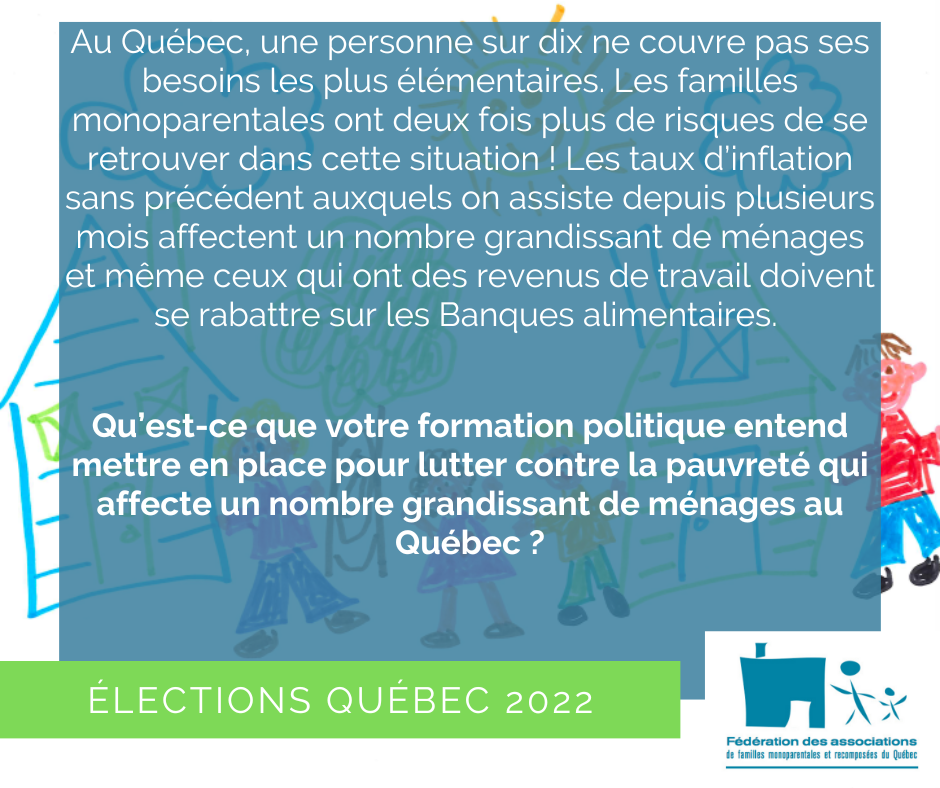 Au Québec, une personne sur dix ne couvre pas ses
besoins les plus élémentaires. Les familles
monoparentales ont deux fois plus de risques de se
retrouver dans cette situation ! Les taux d’inflation
sans précédent auxquels on assiste depuis plusieurs
mois affectent un nombre grandissant de ménages
et même ceux qui ont des revenus de travail doivent
se rabattre sur les Banques alimentaires.
Qu’est-ce que votre formation politique entend
mettre en place pour lutter contre la pauvreté qui
affecte un nombre grandissant de ménages au
Québec ?
ÉLECTIONS QUÉBEC 2022
Fédération des associations
de familles monoparentales et recomposées du Québec